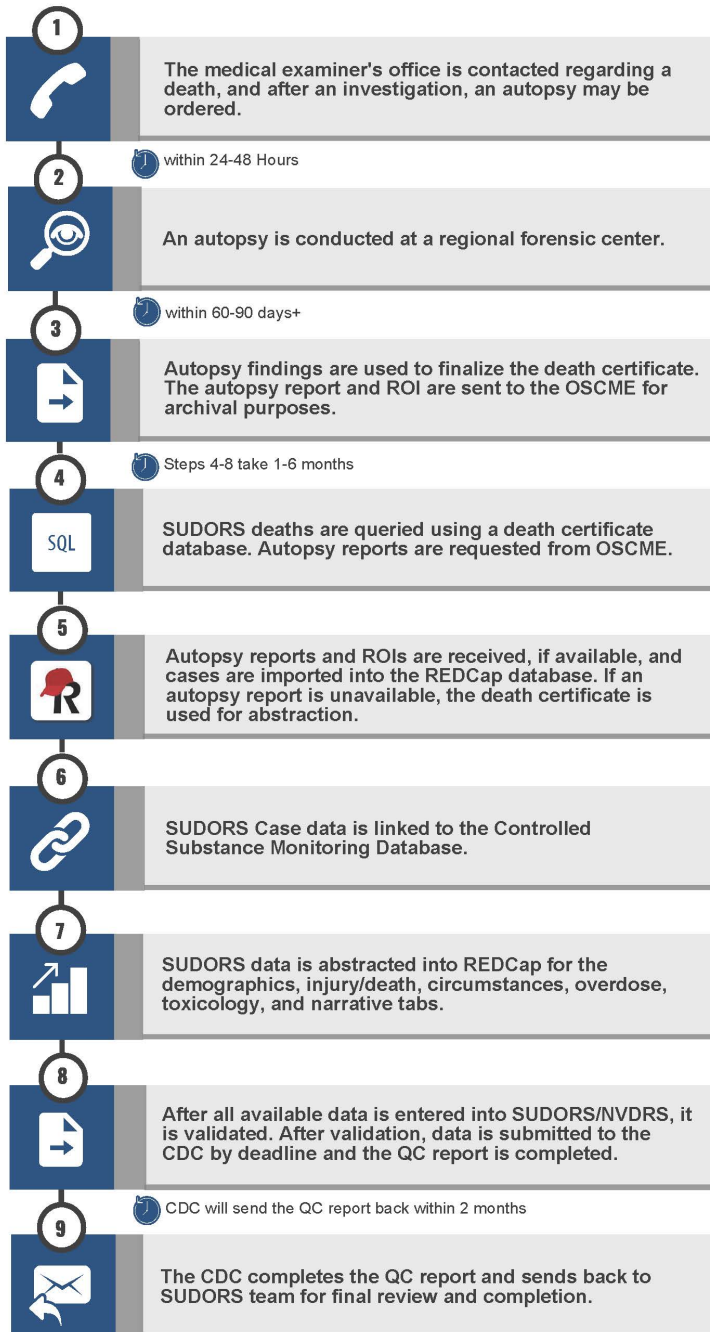 1
The medical examiner's office is contacted regarding a
death, and after an investigation, an autopsy may be
ordered.
within 24-48 Hours
2
An autopsy is conducted at a regional forensic center.
within 60-90 days+
3
Autopsy findings are used to finalize the death certificate.
The autopsy report and ROI are sent to the OSCME for
archival purposes.
Steps 4-8 take 1-6 months
4
SQL
SUDORS deaths are queried using a death certificate
database. Autopsy reports are requested from OSCME.
5
R
Autopsy reports and ROIs are received, if available, and
cases are imported into the REDCap database. If an
autopsy report is unavailable, the death certificate is
used for abstraction.
6
SUDORS Case data is linked to the Controlled
Substance Monitoring Database.
7
SUDORS data is abstracted into REDCap for the
demographics, injury/death, circumstances, overdose,
toxicology, and narrative tabs.
8
After all available data is entered into SUDORS/NVDRS, it
is validated. After validation, data is submitted to the
CDC by deadline and the QC report is completed.
CDC will send the QC report back within 2 months
9
The CDC completes the QC report and sends back to
SUDORS team for final review and completion.